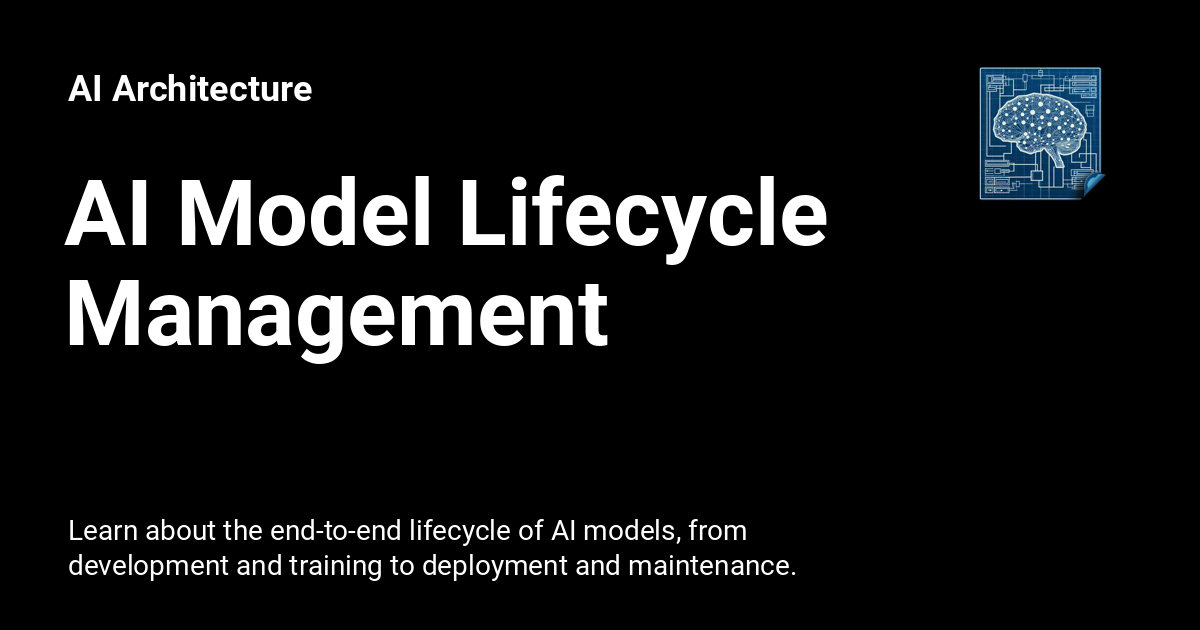 AI Architecture
AI Model Lifecycle
Management
Learn about the end-to-end lifecycle of AI models, from
development and training to deployment and maintenance.